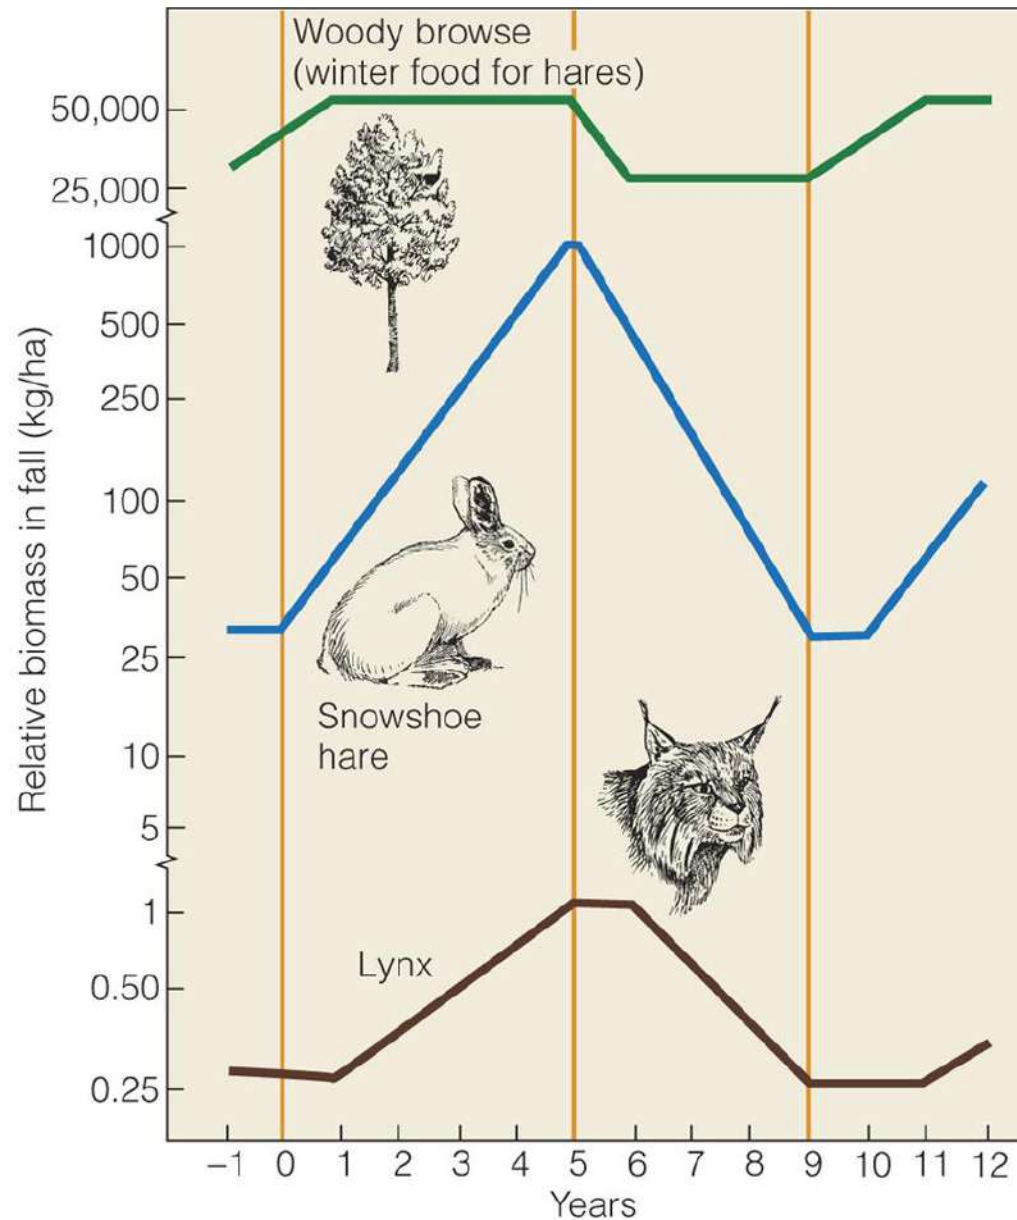 Woody browse
(winter food for hares)
50,000
25,000
1000
500
250
100
50
25
10
5
1
0.50
0.25
Relative biomass in fall (kg/ha)
Snowshoe
hare
Lynx
–1 0 1 2 3 4 5 6 7 8 9 10 11 12
Years